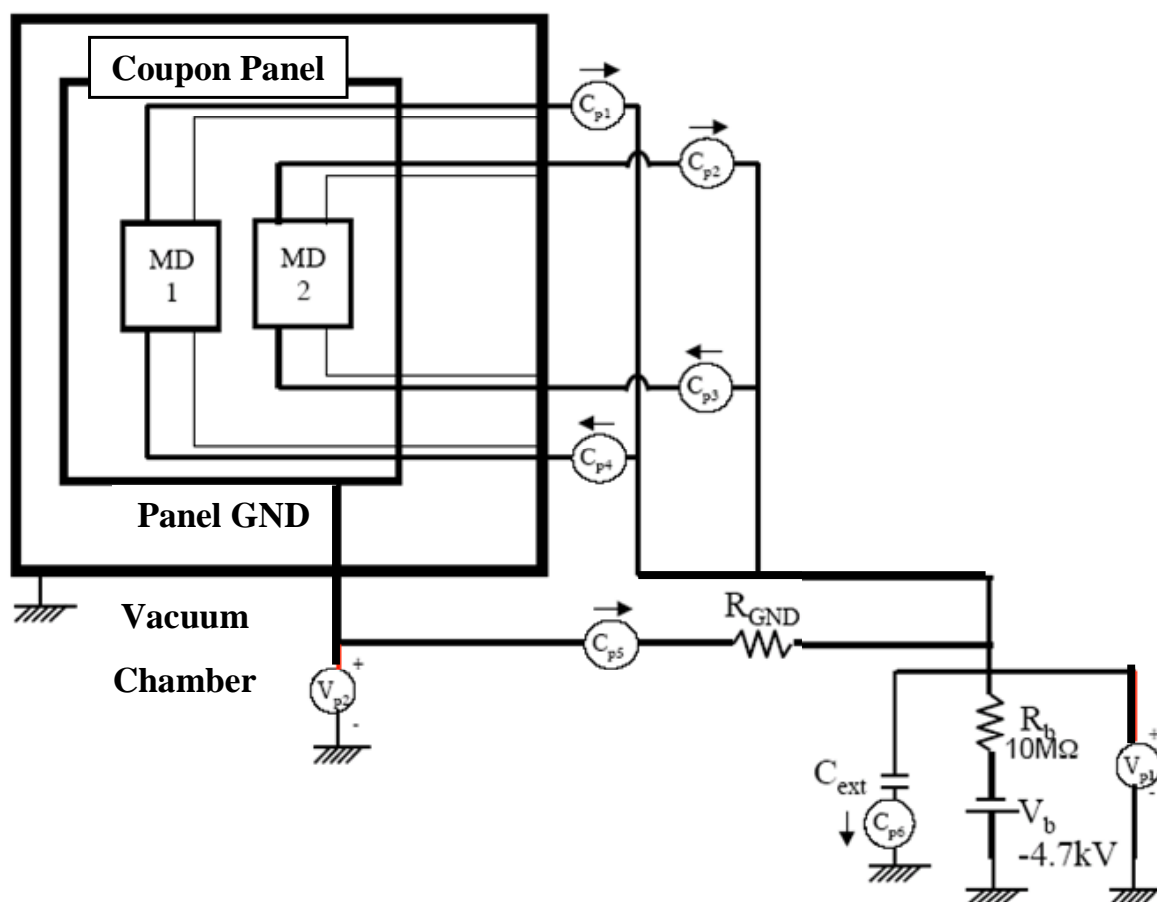 Coupon Panel
Cp1
Cp2
MD
1
MD
2
Cp3
Cp4
Panel GND
Vacuum
Chamber
RGND
Cp5
+
Vp2
-
Rb
10MΩ
+
Vp1
-
Cext
Cp6
Vb
-4.7kV